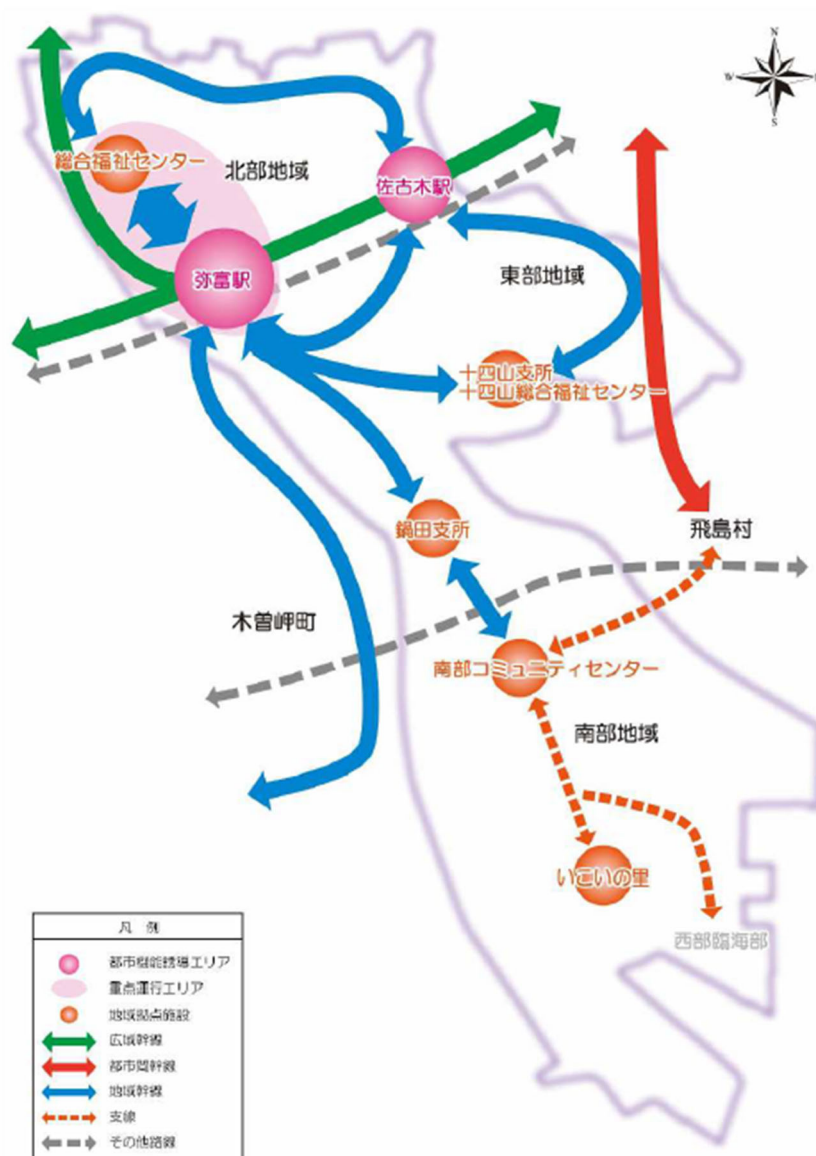 N
W
S
総合福祉センター
北部地域
佐古木駅
弥富駅
東部地域
十四山支所
十四山総合福祉センター
鍋田支所
飛島村
木曽岬町
南部コミュニティセンター
南部地域
いこいの里
西部臨海部
凡 例
都市機能誘導エリア
重点運行エリア
地域拠点施設
広域幹線
都市間幹線
地域幹線
支線
その他路線